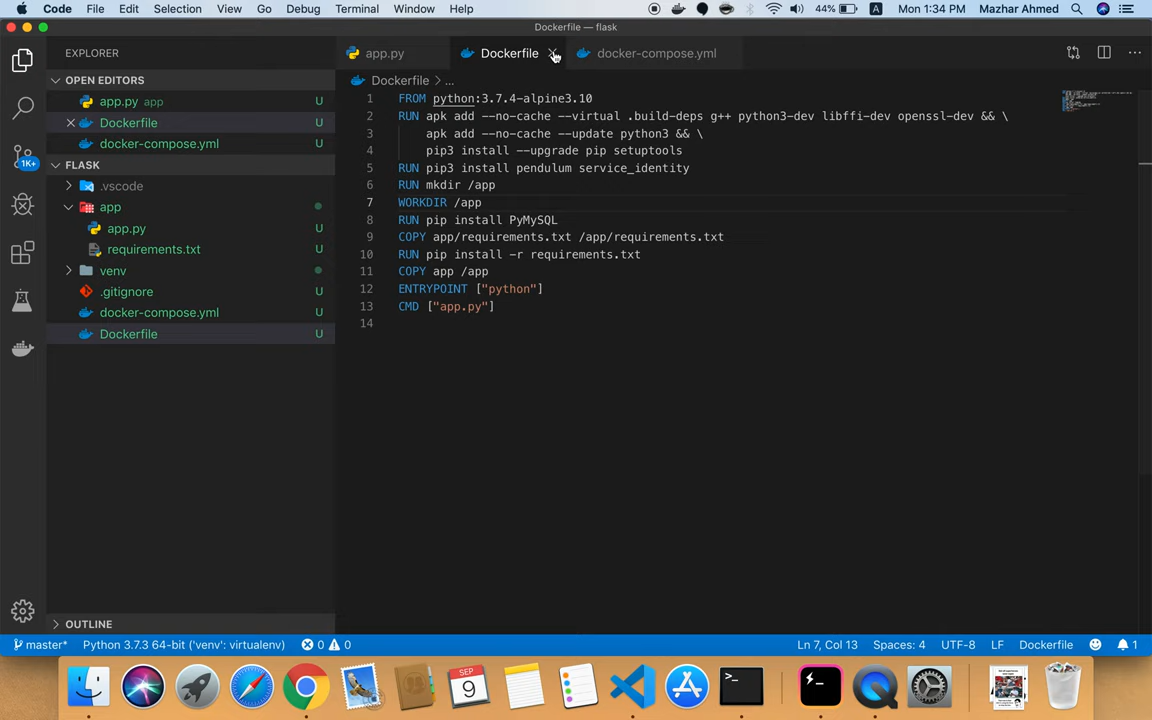 Code File Edit Selection View Go Debug Terminal Window Help 44% A Mon 1:34 PM Mazhar Ahmed
Dockerfile — flask
EXPLORER
app.py
Dockerfile
docker-compose.yml
OPEN EDITORS
app.py app U
Dockerfile U
docker-compose.yml U
FLASK
.vscode
app
app.py U
requirements.txt U
venv
.gitignore U
docker-compose.yml U
Dockerfile U
1K+
Dockerfile > ...
1 FROM python:3.7.4-alpine3.10
2 RUN apk add --no-cache --virtual .build-deps g++ python3-dev libffi-dev openssl-dev && \
3 apk add --no-cache --update python3 && \
4 pip3 install --upgrade pip setuptools
5 RUN pip3 install pendulum service_identity
6 RUN mkdir /app
7 WORKDIR /app
8 RUN pip install PyMySQL
9 COPY app/requirements.txt /app/requirements.txt
10 RUN pip install -r requirements.txt
11 COPY app /app
12 ENTRYPOINT ["python"]
13 CMD ["app.py"]
14
OUTLINE
master* Python 3.7.3 64-bit ('venv': virtualenv) 0 0 Ln 7, Col 13 Spaces: 4 UTF-8 LF Dockerfile 1
SEP
9